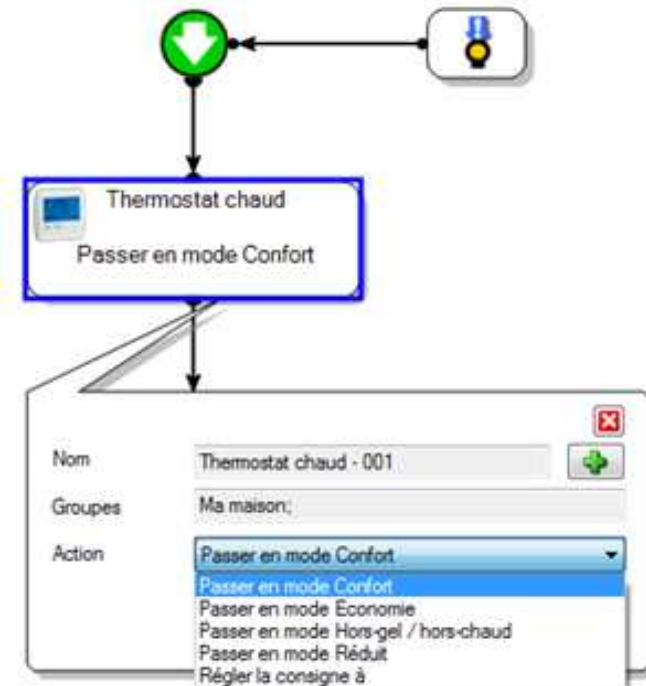 Thermostat chaud
Passer en mode Confort
Nom Thermostat chaud - 001
Groupes Ma maison;
Action Passer en mode Confort
Passer en mode Confort
Passer en mode Economie
Passer en mode Hors-gel / hors-chaud
Passer en mode Réduit
Régler la consigne à